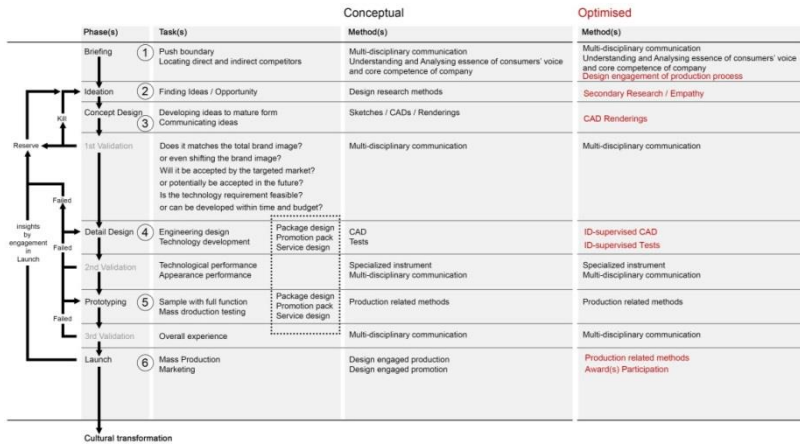 Conceptual
Optimised
Phase(s)
Task(s)
Method(s)
Method(s)
Briefing
1
Push boundary
Locating direct and indirect competitors
Multi-disciplinary communication
Understanding and Analysing essence of consumers' voice
and core competence of company
Multi-disciplinary communication
Understanding and Analysing essence of consumers' voice
and core competence of company
Design engagement of production process
Ideation
2
Finding Ideas / Opportunity
Design research methods
Secondary Research / Empathy
Kill
Concept Design
3
Developing ideas to mature form
Communicating ideas
Sketches / CADs / Renderings
CAD Renderings
Reserve
1st Validation
Does it matches the total brand image?
or even shifting the brand image?
Will it be accepted by the targeted market?
or potentially be accepted in the future?
Is the technology requirement feasible?
or can be developed within time and budget?
Multi-disciplinary communication
Multi-disciplinary communication
Failed
insights
by
engagement
in
Launch
Failed
Detail Design
4
Engineering design
Technology development
Package design
Promotion pack
Service design
CAD
Tests
ID-supervised CAD
ID-supervised Tests
2nd Validation
Technological performance
Appearance performance
Specialized instrument
Multi-disciplinary communication
Specialized instrument
Multi-disciplinary communication
Prototyping
5
Sample with full function
Mass droduction testing
Package design
Promotion pack
Service design
Production related methods
Production related methods
Failed
3rd Validation
Overall experience
Multi-disciplinary communication
Multi-disciplinary communication
Launch
6
Mass Production
Marketing
Design engaged production
Design engaged promotion
Production related methods
Award(s) Participation
Cultural transformation